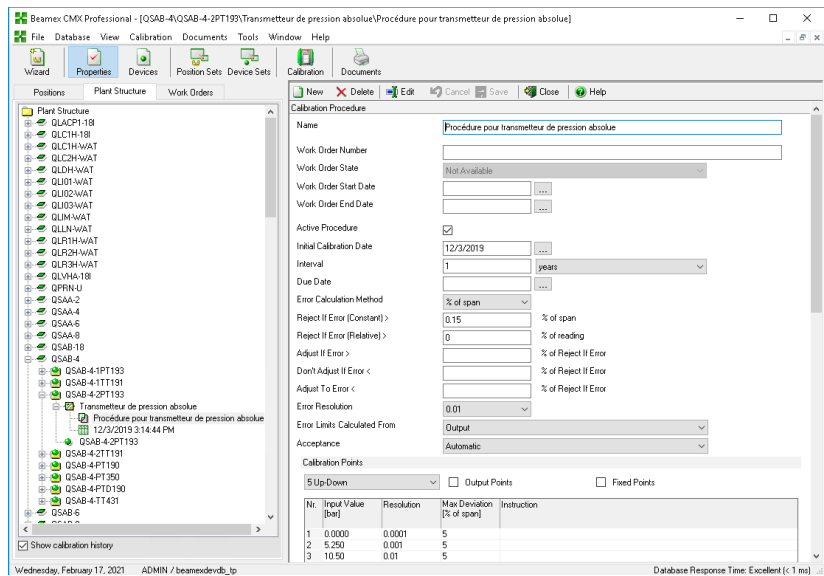 Beamex CMX Professional - [QSAB-4\QSAB-4-2PT193\Transmetteur de pression absolue\Procédure pour transmetteur de pression absolue]
File Database View Calibration Documents Tools Window Help
Wizard Properties Devices Position Sets Device Sets Calibration Documents
Positions Plant Structure Work Orders
Plant Structure
QLACP1-18I
QLC1H-18I
QLC1H-WAT
QLC2H-WAT
QLDH-WAT
QLI01-WAT
QLI02-WAT
QLI03-WAT
QLIM-WAT
QLLN-WAT
QLR1H-WAT
QLR2H-WAT
QLR3H-WAT
QLVHA-18I
QPRN-U
QSAA-2
QSAA-4
QSAA-6
QSAA-8
QSAB-18
QSAB-4
QSAB-4-1PT193
QSAB-4-1TT191
QSAB-4-2PT193
Transmetteur de pression absolue
Procédure pour transmetteur de pression absolue
12/3/2019 3:14:44 PM
QSAB-4-2PT193
QSAB-4-2TT191
QSAB-4-PT190
QSAB-4-PT350
QSAB-4-PTD190
QSAB-4-TT431
QSAB-6
Show calibration history
New Delete Edit Cancel Save Close Help
Calibration Procedure
Name Procédure pour transmetteur de pression absolue
Work Order Number
Work Order State Not Available
Work Order Start Date ...
Work Order End Date ...
Active Procedure
Initial Calibration Date 12/3/2019 ...
Interval 1 years
Due Date ...
Error Calculation Method % of span
Reject If Error (Constant) > 0.15 % of span
Reject If Error (Relative) > 0 % of reading
Adjust If Error > % of Reject If Error
Don't Adjust If Error < % of Reject If Error
Adjust To Error < % of Reject If Error
Error Resolution 0.01
Error Limits Calculated From Output
Acceptance Automatic
Calibration Points
5 Up-Down Output Points Fixed Points
Nr. Input Value [bar] Resolution Max Deviation [% of span] Instruction
1 0.0000 0.0001 5
2 5.250 0.001 5
3 10.50 0.01 5
Wednesday, February 17, 2021 ADMIN / beamexdevdb_tp Database Response Time: Excellent (< 1 ms)